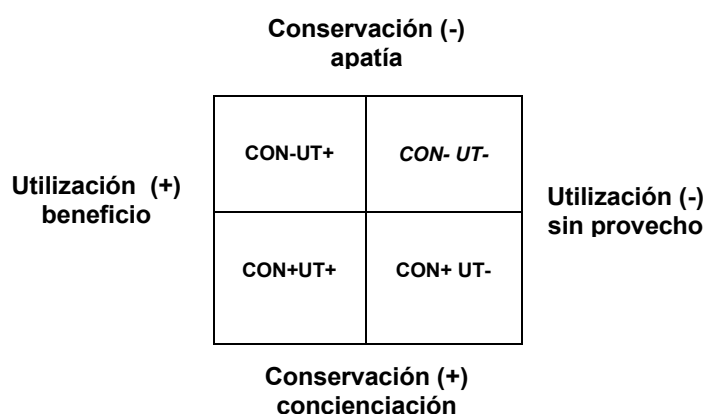 Conservación (-)
apatía
CON-UT+
CON- UT-
Utilización (+)
beneficio
Utilización (-)
sin provecho
CON+UT+
CON+ UT-
Conservación (+)
concienciación